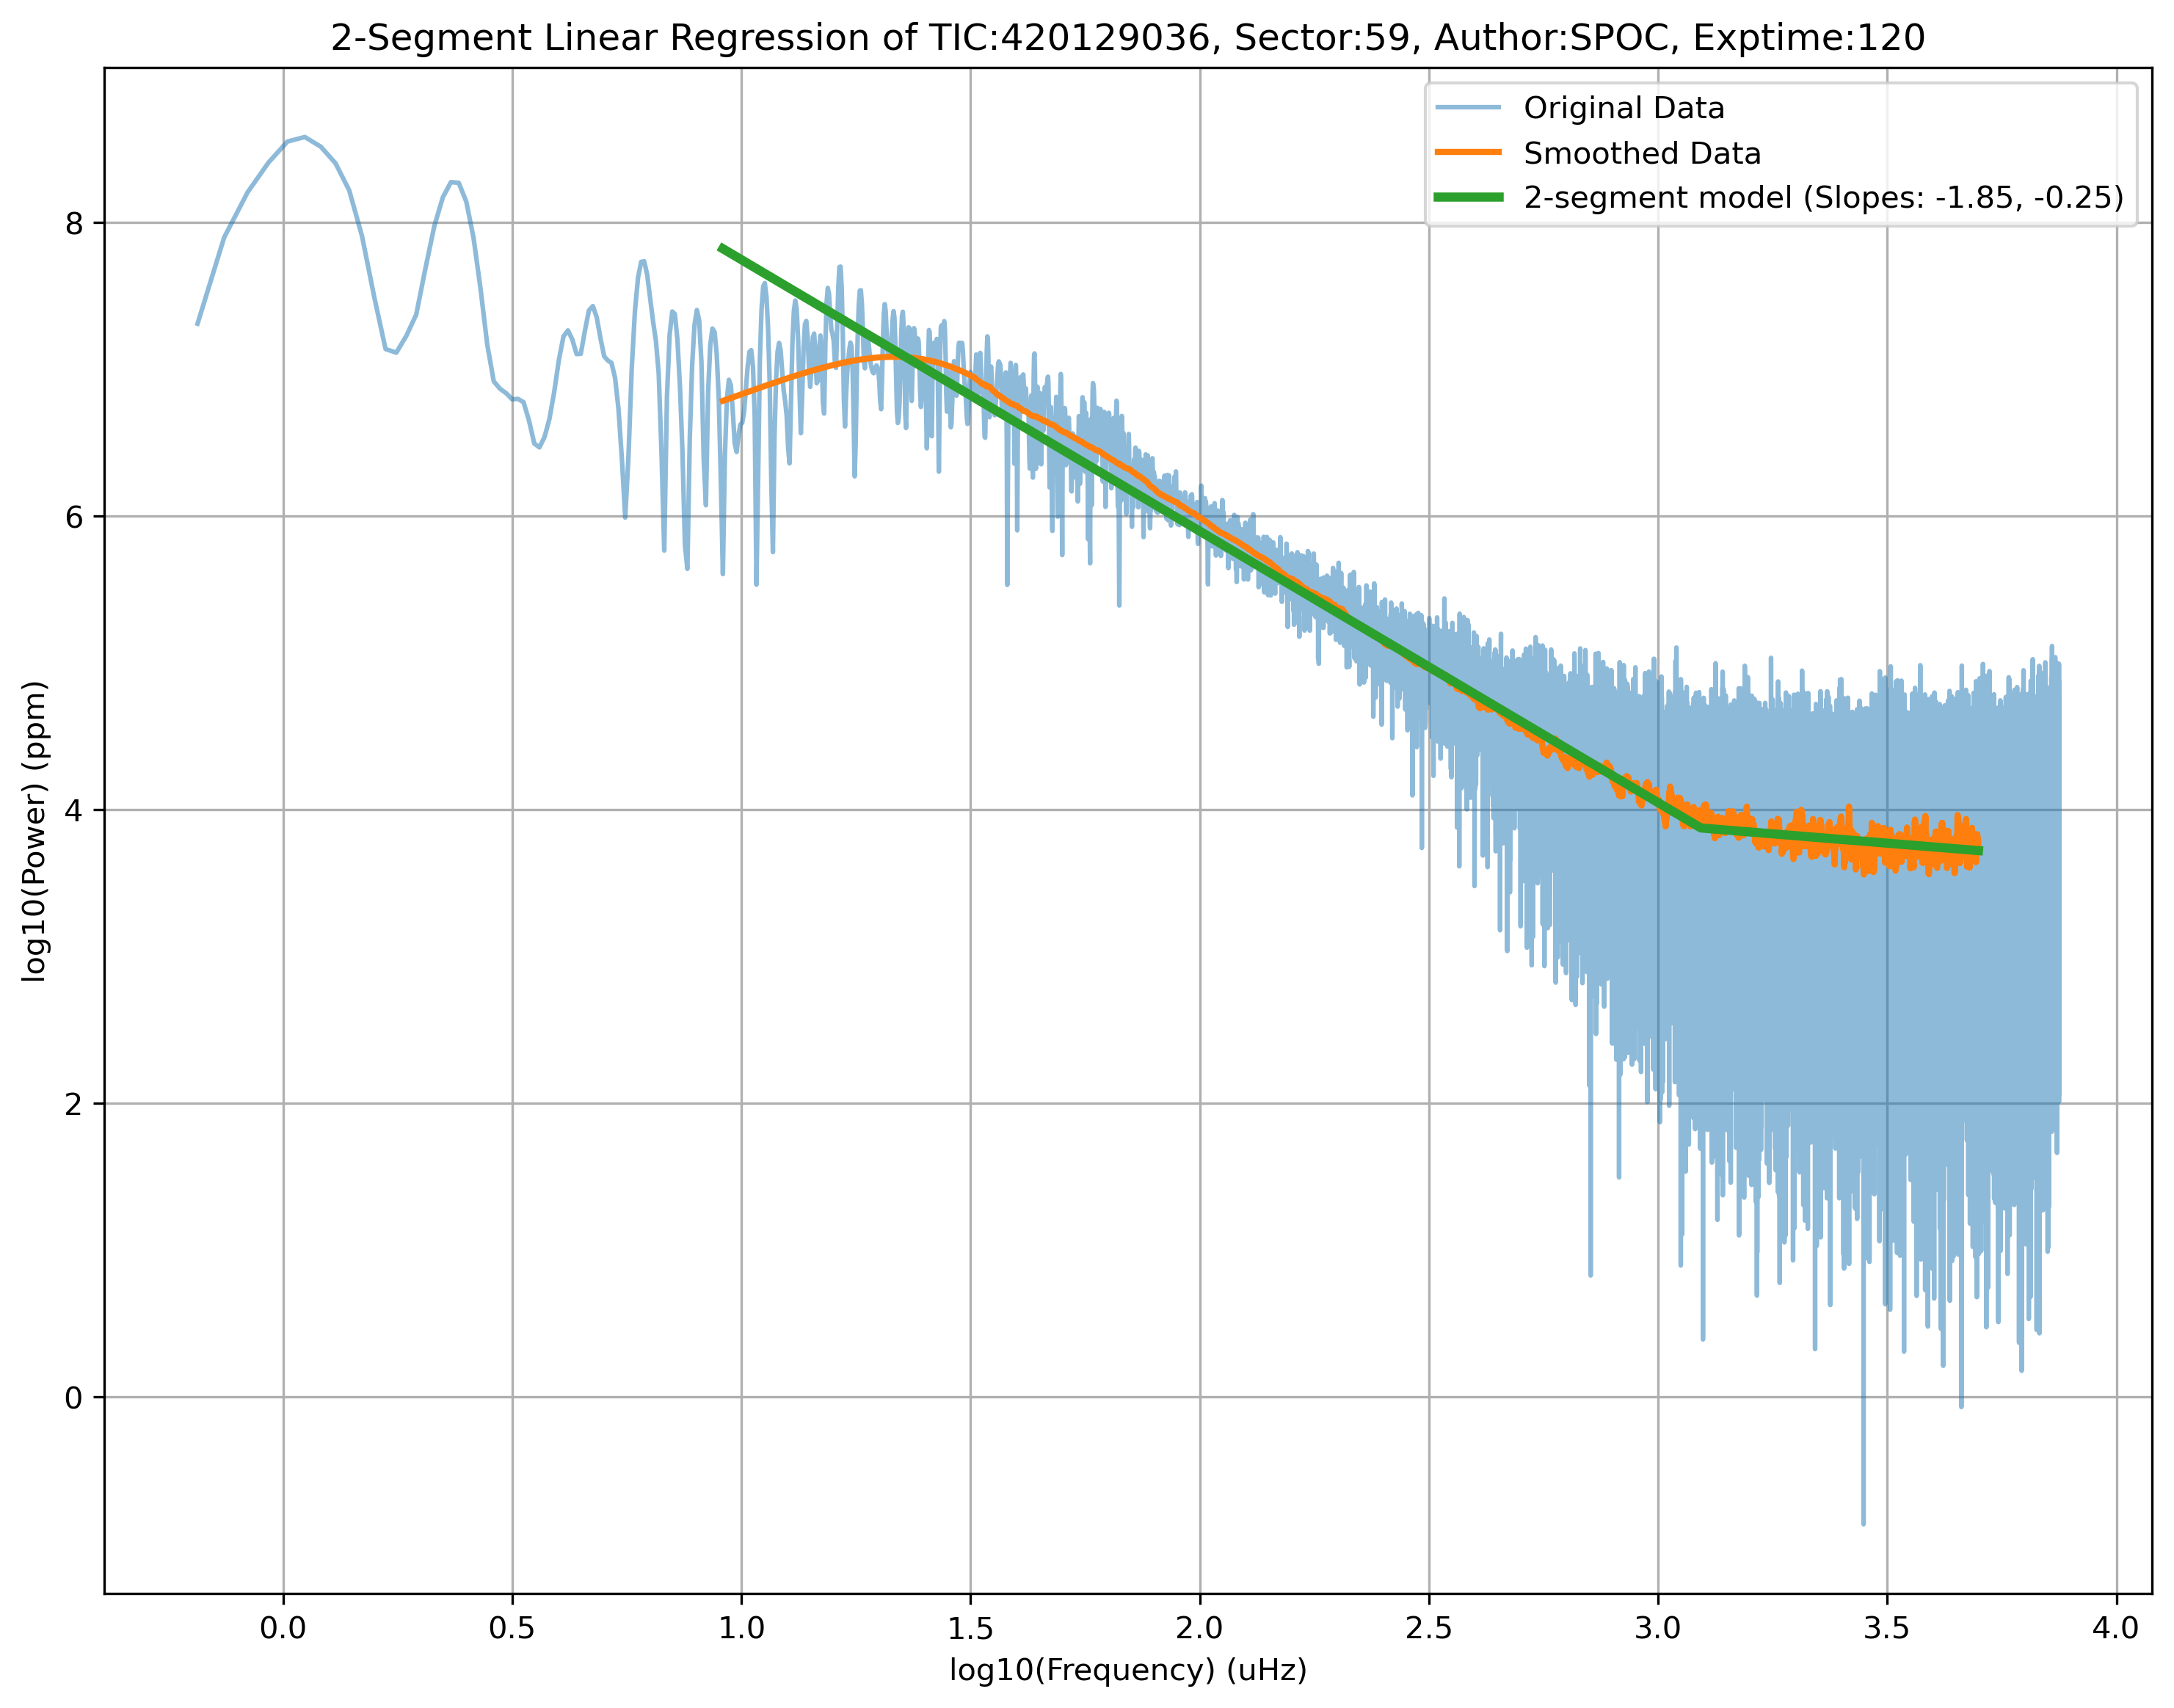 2-Segment Linear Regression of TIC:420129036, Sector:59, Author:SPOC, Exptime:120
Original Data
Smoothed Data
2-segment model (Slopes: -1.85, -0.25)
log10(Power) (ppm)
8
6
4
2
0
0.0 0.5 1.0 1.5 2.0 2.5 3.0 3.5 4.0
log10(Frequency) (uHz)